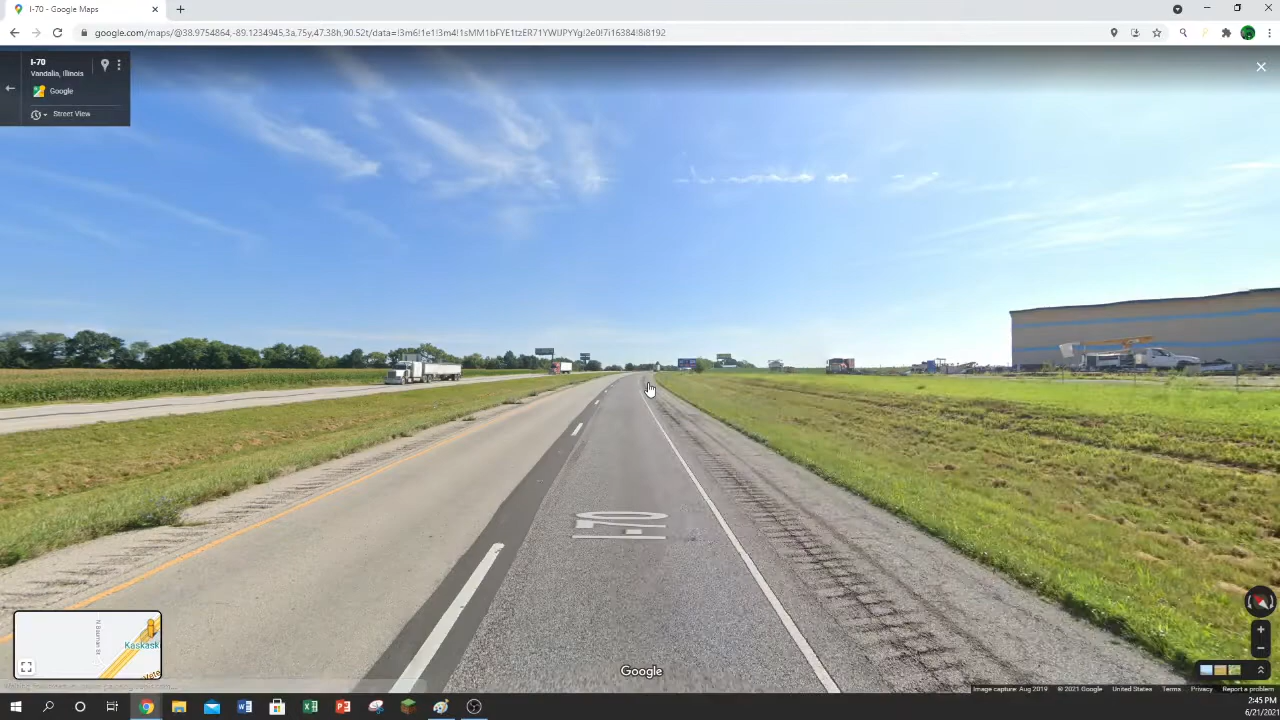 I-70 - Google Maps
google.com/maps/@38.9754864,-89.1234945,3a,75y,47.38h,90.52t/data=!3m6!1e1!3m4!1sMM1bFYE1tzER71YWUPYYg!2e0!7i16384!8i8192
I-70
Vandalia, Illinois
Google
Street View
I-70
N Bauman St
Kaskask
Google
Image capture: Aug 2019 © 2021 Google United States Terms Privacy Report a problem
2:45 PM
6/21/2021